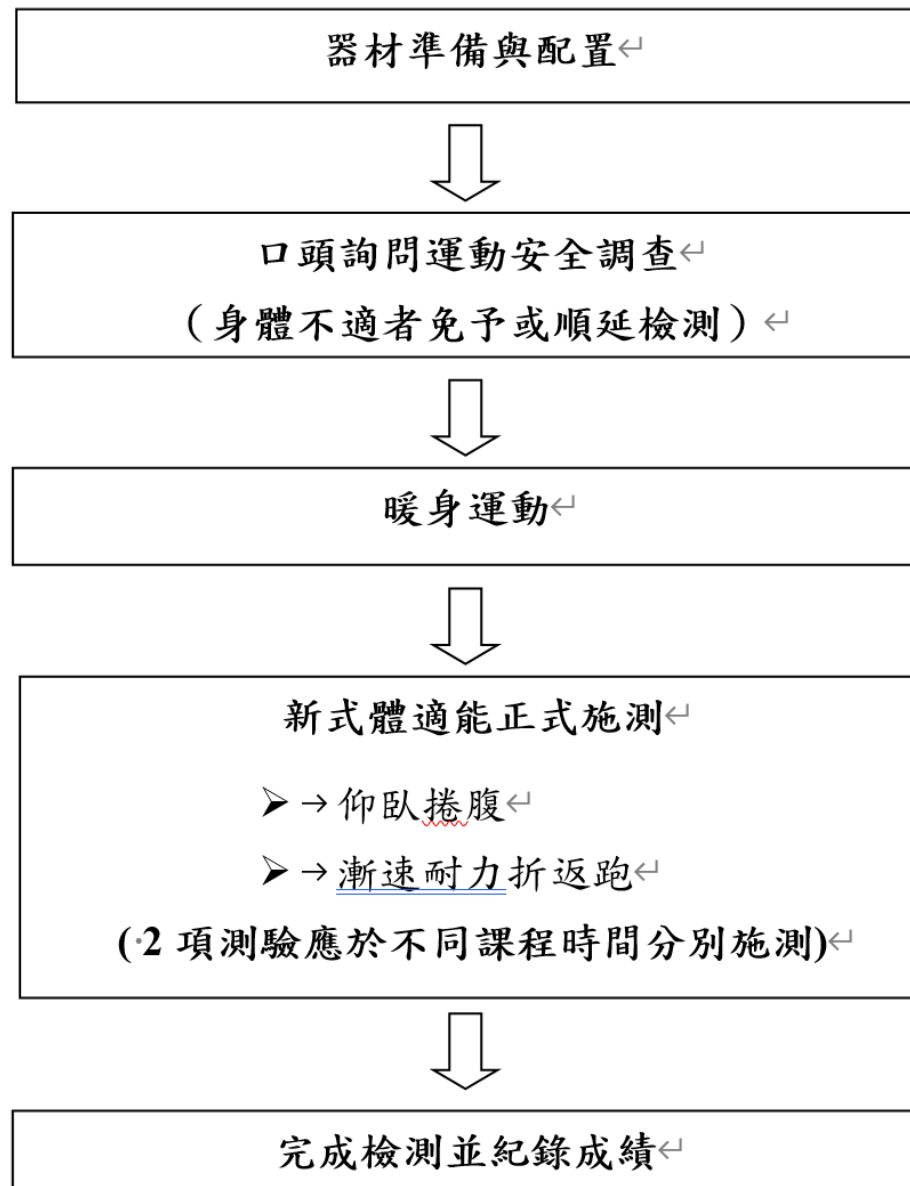 器材準備與配置
口頭詢問運動安全調查
（身體不適者免予或順延檢測）
暖身運動
新式體適能正式施測
仰臥捲腹
漸速耐力折返跑
(2 項測驗應於不同課程時間分別施測)
完成檢測並紀錄成績